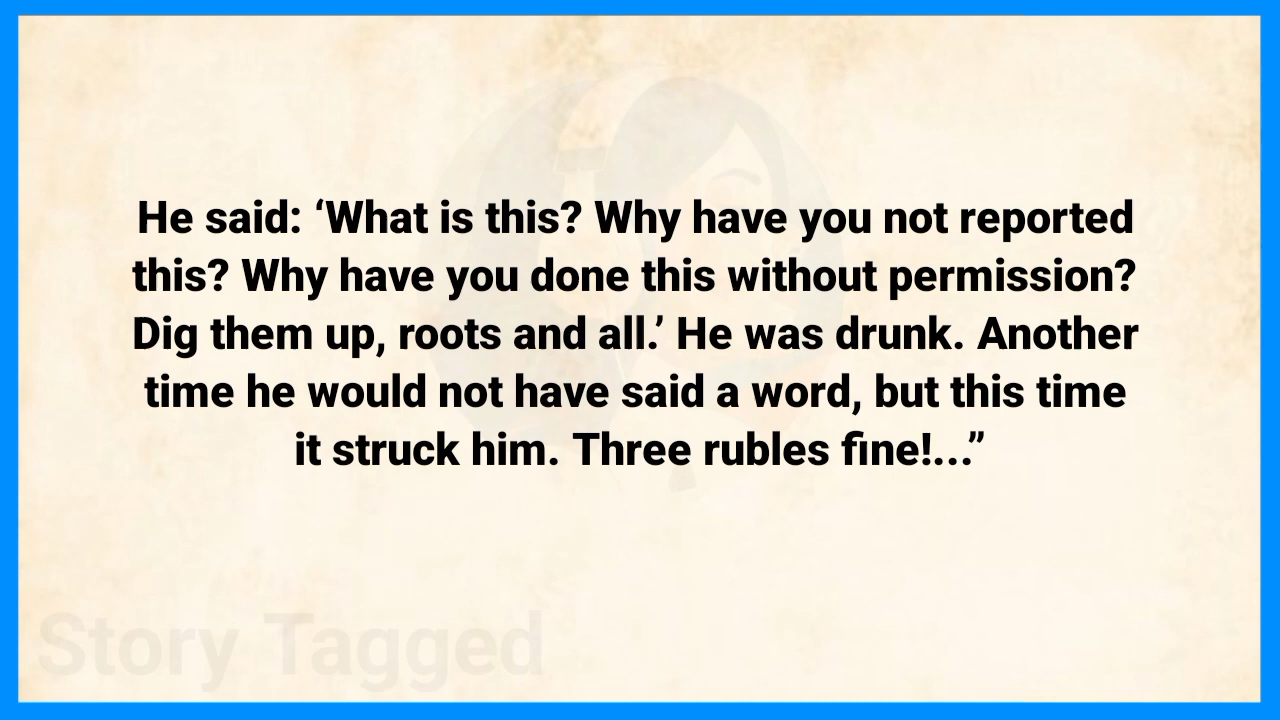 He said: ‘What is this? Why have you not reported
this? Why have you done this without permission?
Dig them up, roots and all.’ He was drunk. Another
time he would not have said a word, but this time
it struck him. Three rubles fine!...”
Story Tagged